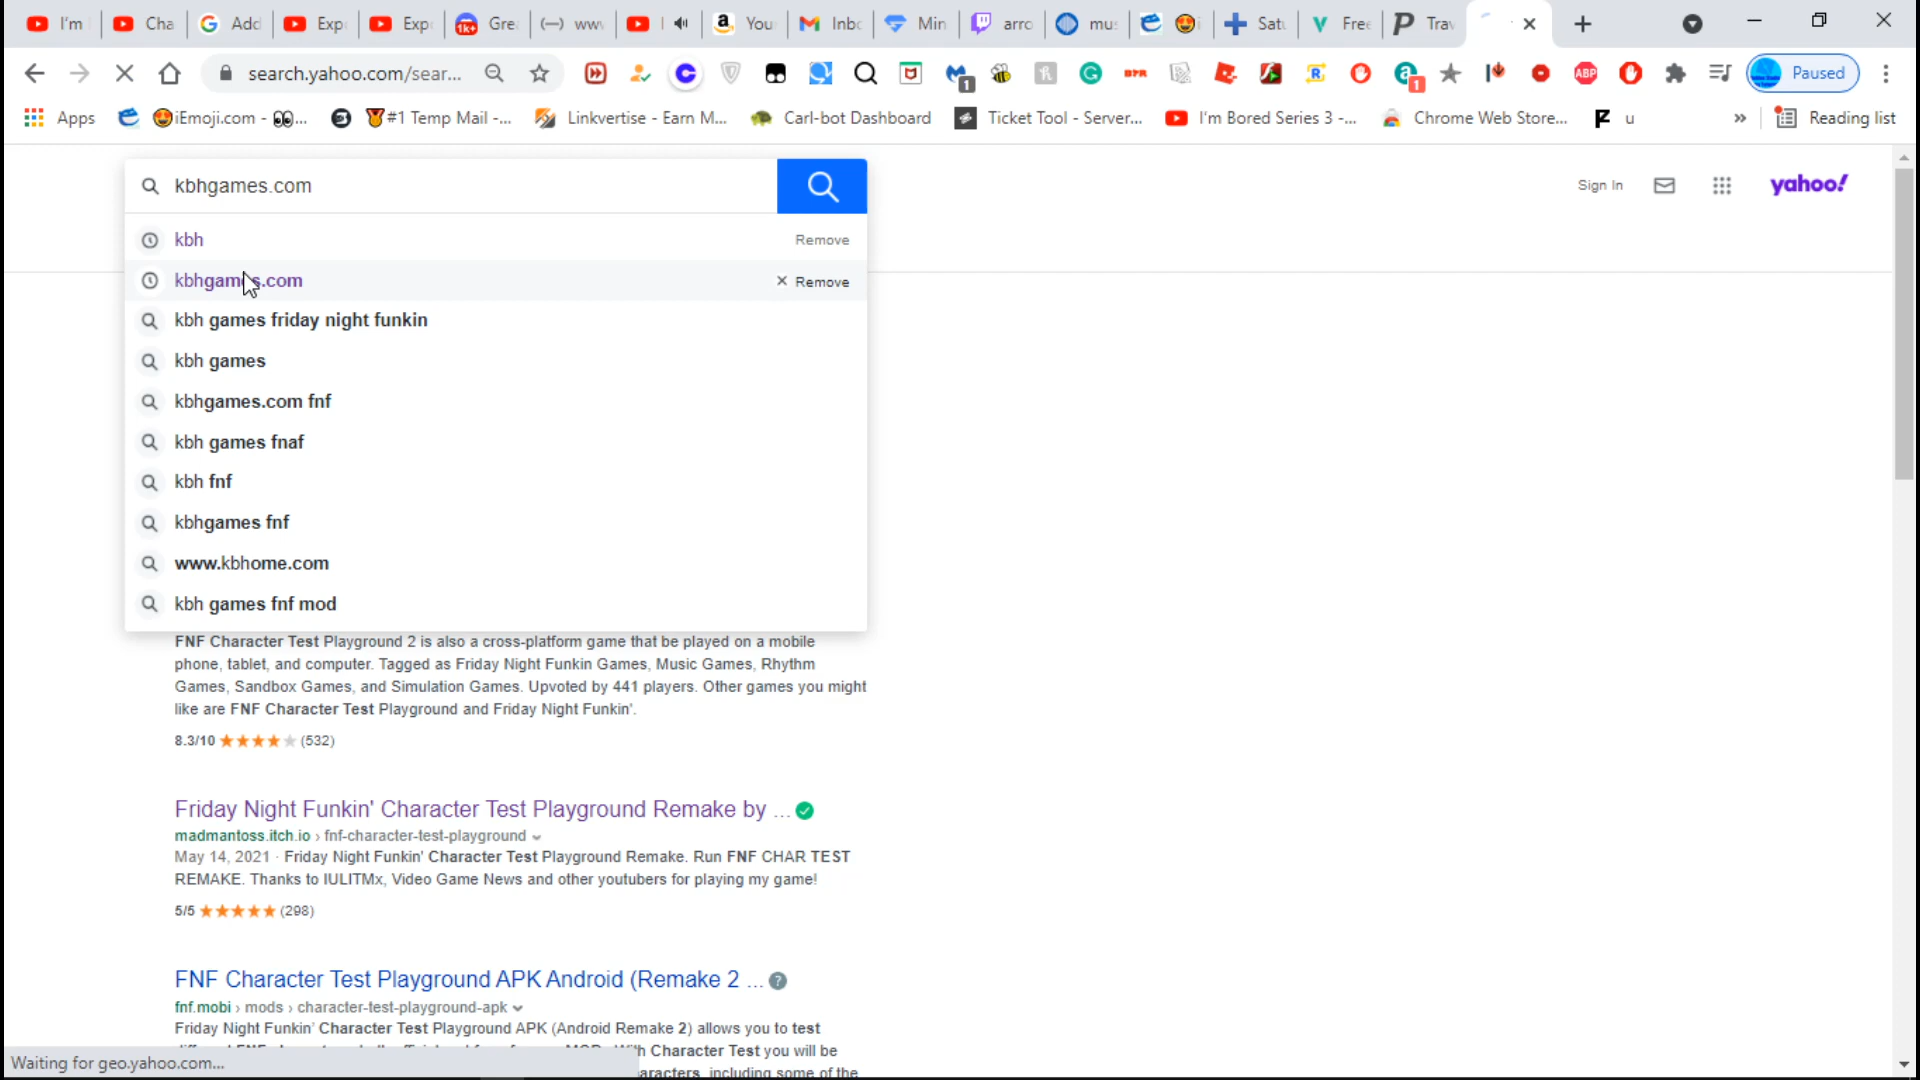 I'm
Cha
Add
Exp
Exp
Gre
(—) www
I
You
Inbo
Min
arro
mu
Satu
Free
Trav
search.yahoo.com/sear...
Paused
Apps
iEmoji.com - 👀...
#1 Temp Mail -...
Linkvertise - Earn M...
Carl-bot Dashboard
Ticket Tool - Server...
I'm Bored Series 3 -...
Chrome Web Store...
u
»
Reading list
kbhgames.com
Sign In
yahoo!
kbh
Remove
kbhgames.com
× Remove
kbh games friday night funkin
kbh games
kbhgames.com fnf
kbh games fnaf
kbh fnf
kbhgames fnf
www.kbhome.com
kbh games fnf mod
FNF Character Test Playground 2 is also a cross-platform game that be played on a mobile
phone, tablet, and computer. Tagged as Friday Night Funkin Games, Music Games, Rhythm
Games, Sandbox Games, and Simulation Games. Upvoted by 441 players. Other games you might
like are FNF Character Test Playground and Friday Night Funkin'.
8.3/10 ★★★★★ (532)
Friday Night Funkin' Character Test Playground Remake by ...
madmantoss.itch.io › fnf-character-test-playground
May 14, 2021 · Friday Night Funkin' Character Test Playground Remake. Run FNF CHAR TEST
REMAKE. Thanks to IULITMx, Video Game News and other youtubers for playing my game!
5/5 ★★★★★ (298)
FNF Character Test Playground APK Android (Remake 2 ...
fnf.mobi › mods › character-test-playground-apk
Friday Night Funkin' Character Test Playground APK (Android Remake 2) allows you to test
Character Test you will be
including some of the
Waiting for geo.yahoo.com...